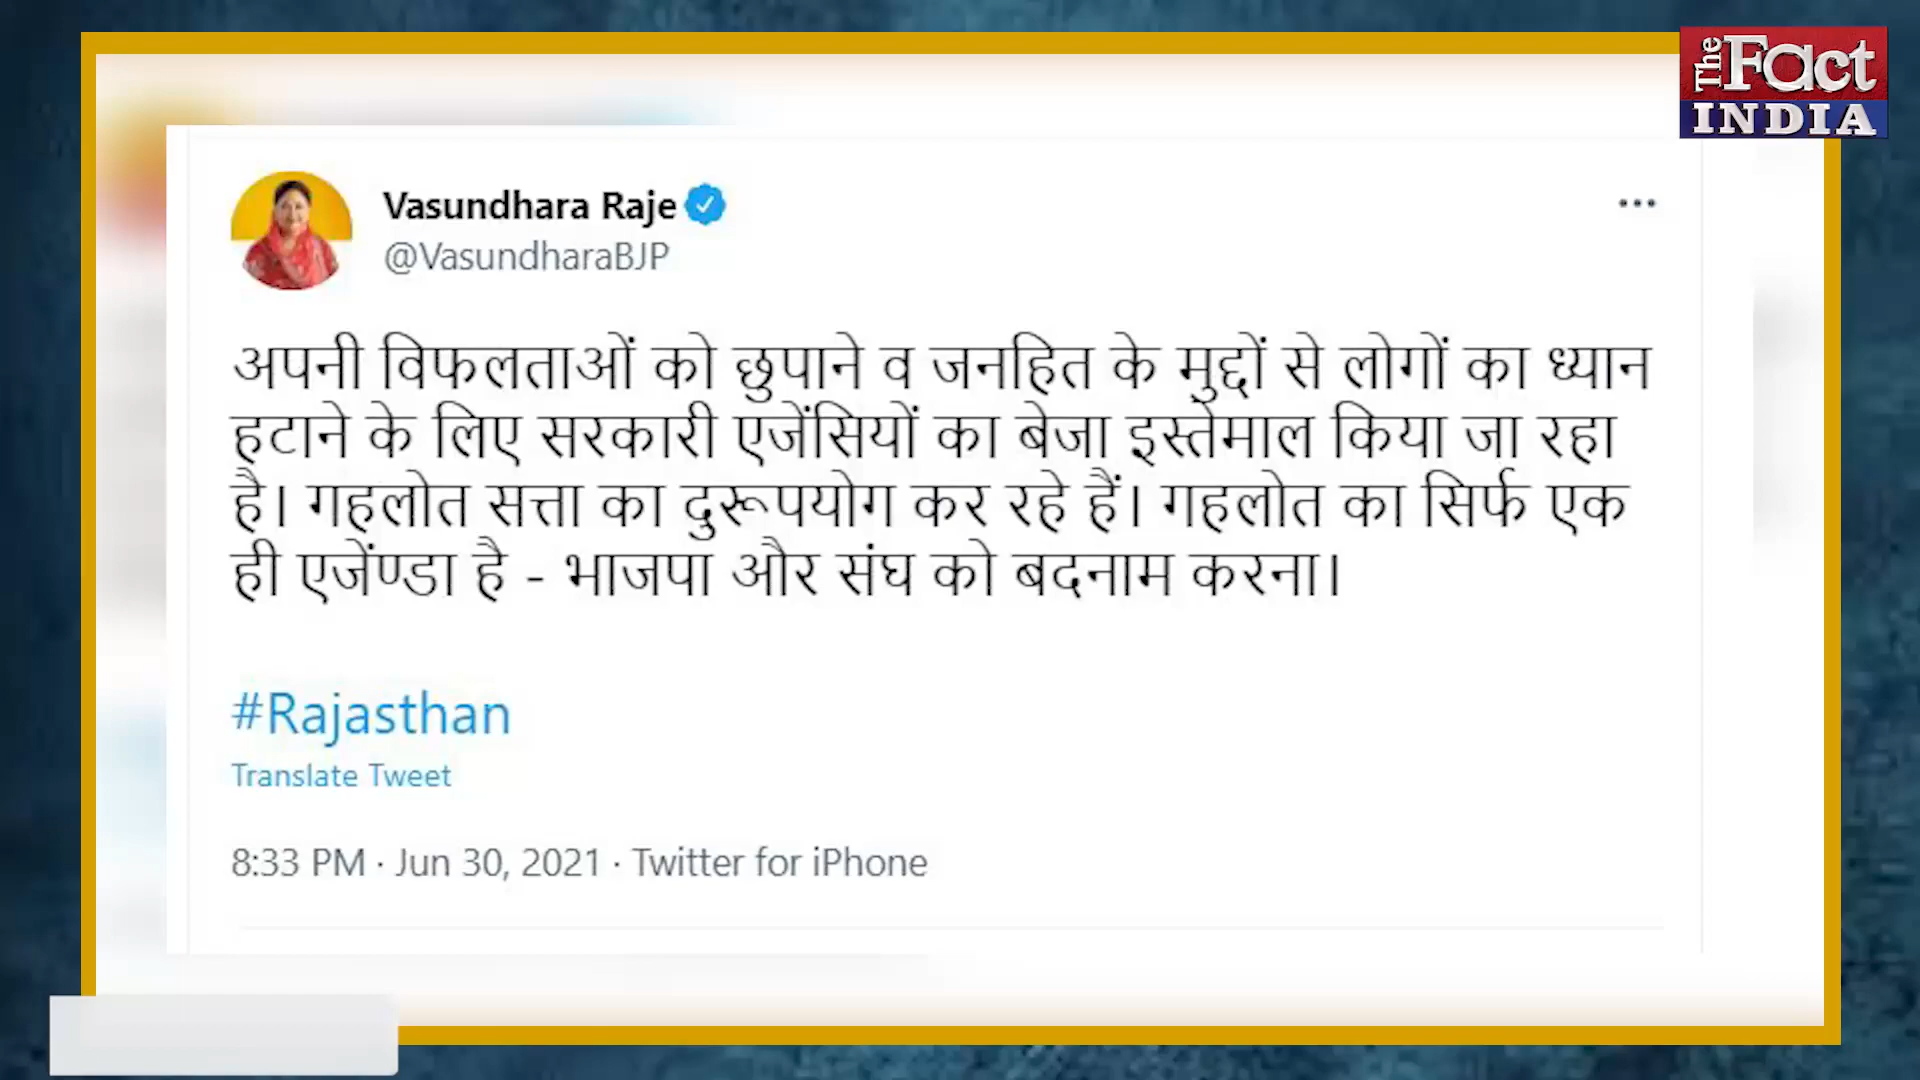 The Fact
INDIA
Vasundhara Raje
@VasundharaBJP
अपनी विफलताओं को छुपाने व जनहित के मुद्दों से लोगों का ध्यान
हटाने के लिए सरकारी एजेंसियों का बेजा इस्तेमाल किया जा रहा
है। गहलोत सत्ता का दुरूपयोग कर रहे हैं। गहलोत का सिर्फ एक
ही एजेंण्डा है - भाजपा और संघ को बदनाम करना।
#Rajasthan
Translate Tweet
8:33 PM · Jun 30, 2021 · Twitter for iPhone